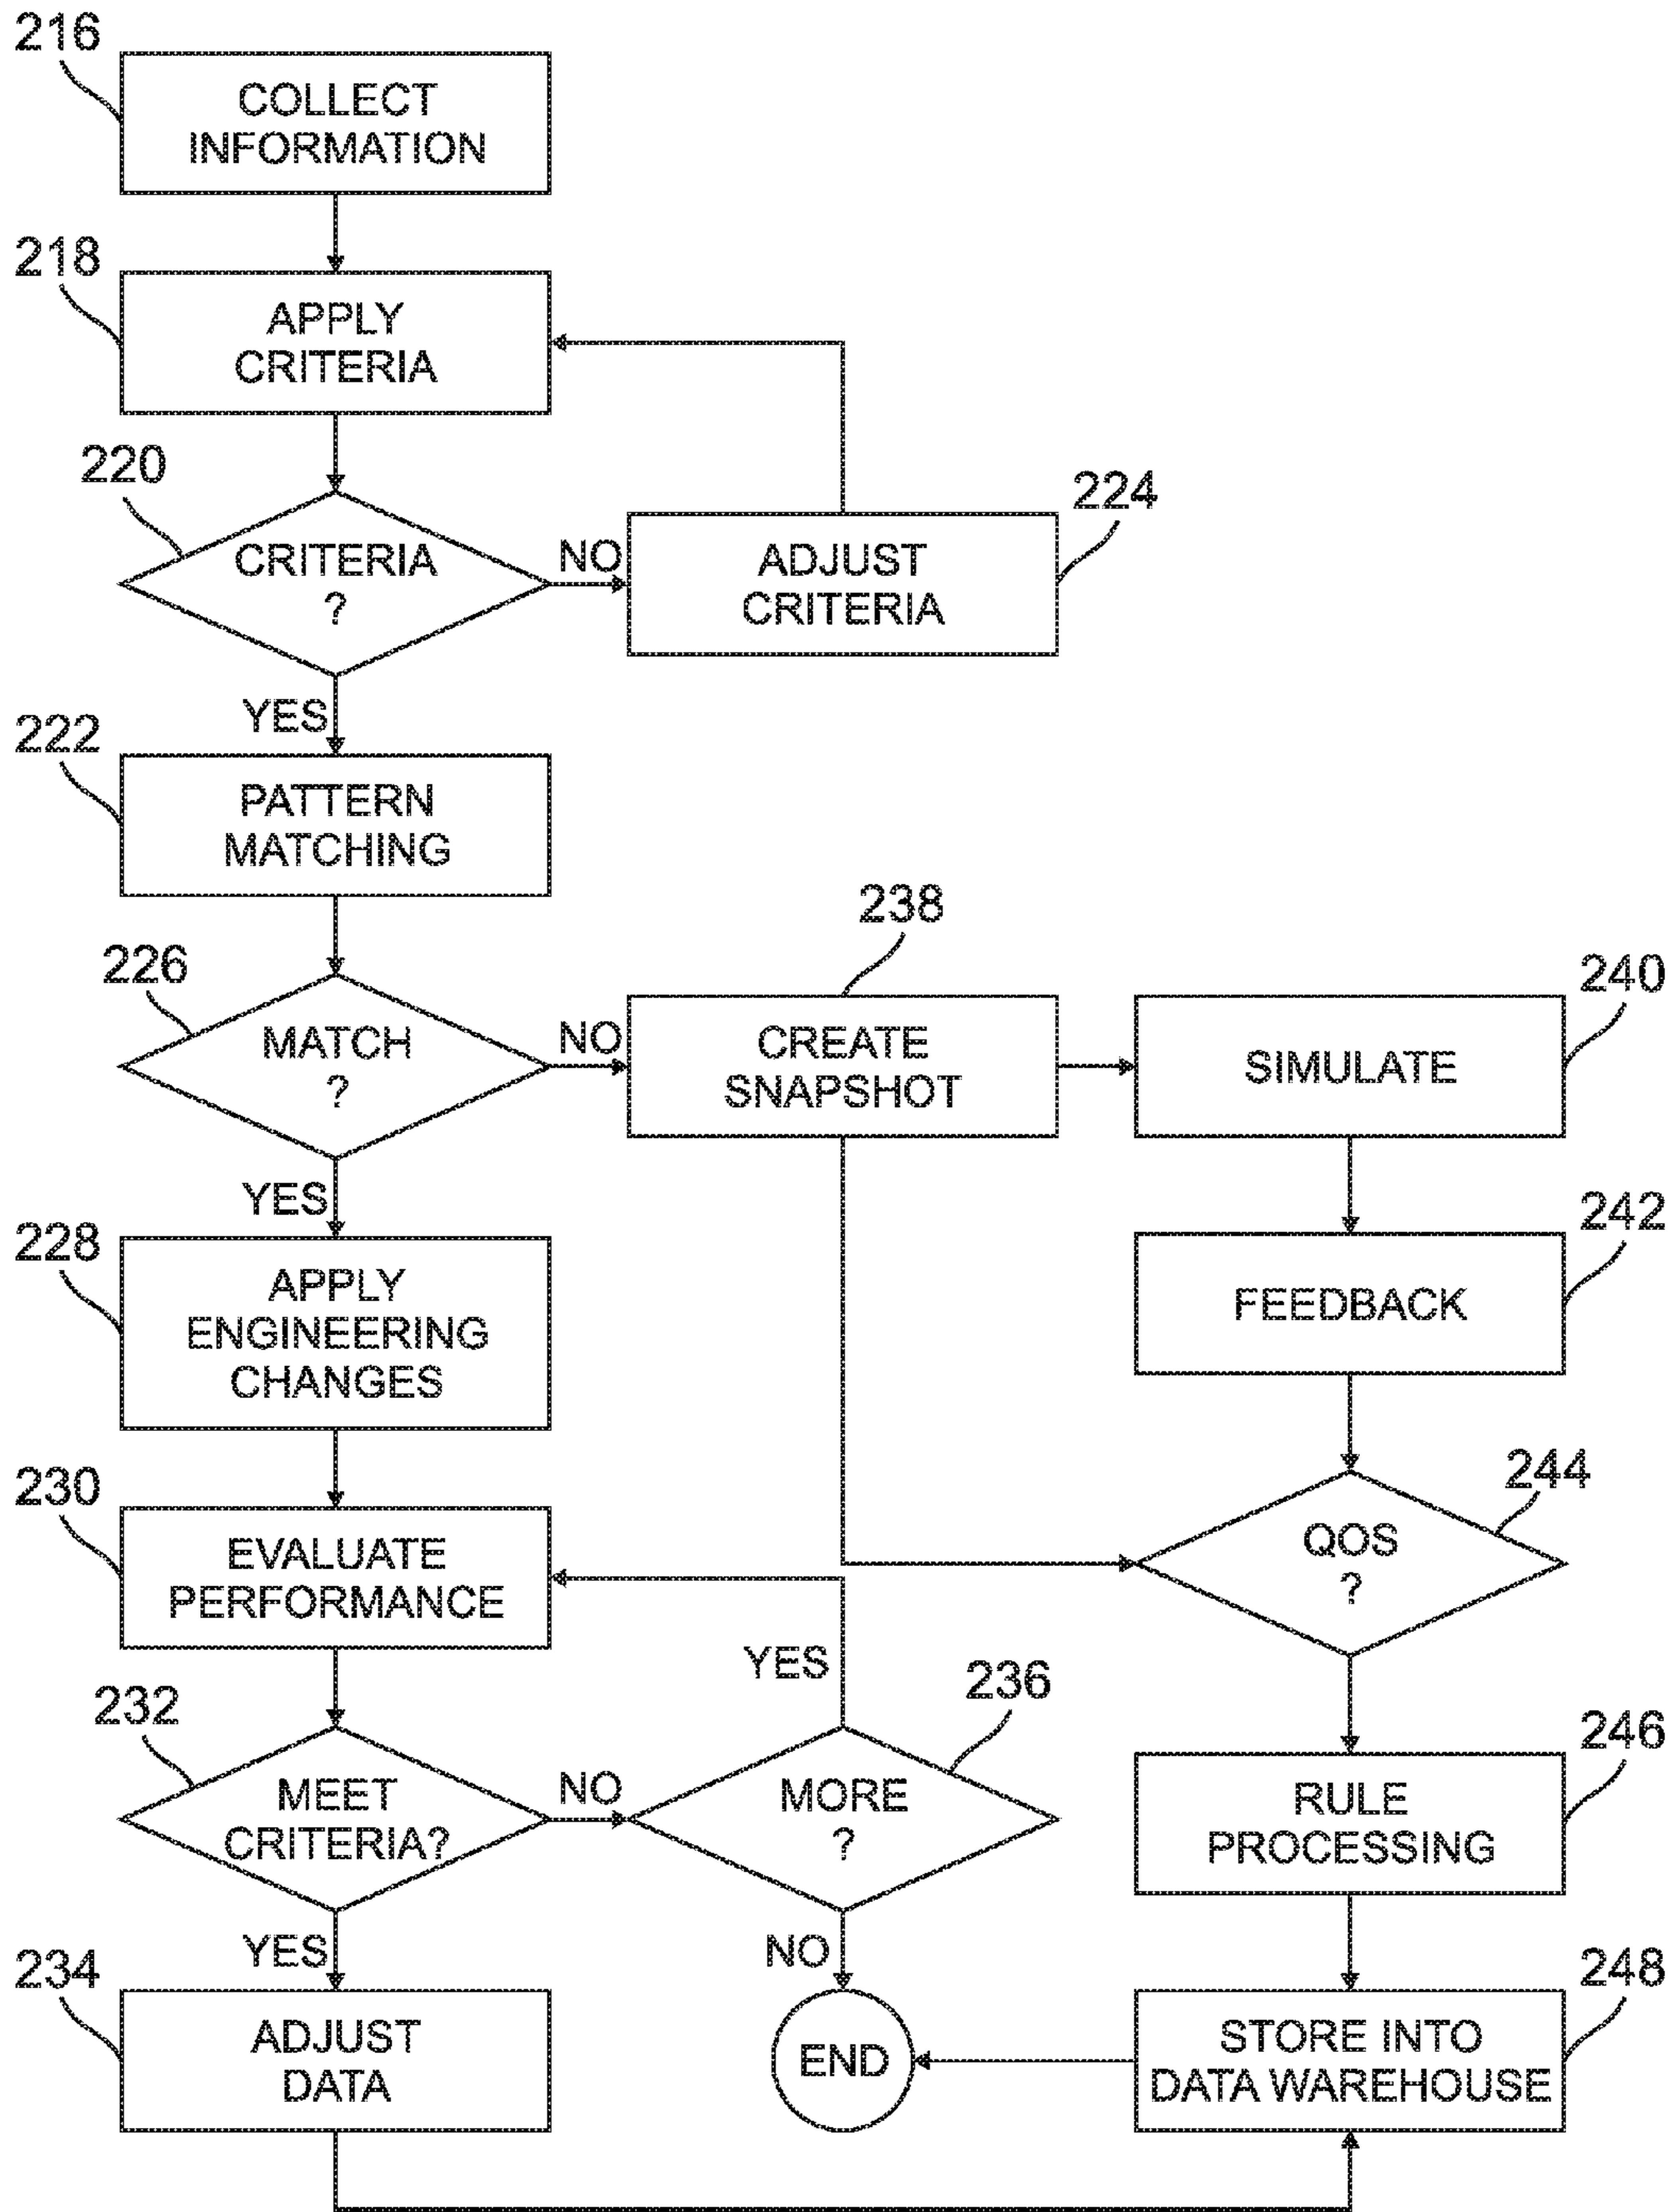 216
COLLECT
INFORMATION
218
APPLY
CRITERIA
220
CRITERIA
?
NO
224
ADJUST
CRITERIA
YES
222
PATTERN
MATCHING
226
MATCH
?
NO
238
CREATE
SNAPSHOT
240
SIMULATE
YES
228
APPLY
ENGINEERING
CHANGES
242
FEEDBACK
230
EVALUATE
PERFORMANCE
244
QOS
?
232
MEET
CRITERIA?
NO
YES
236
MORE
?
246
RULE
PROCESSING
YES
234
ADJUST
DATA
NO
END
248
STORE INTO
DATA WAREHOUSE